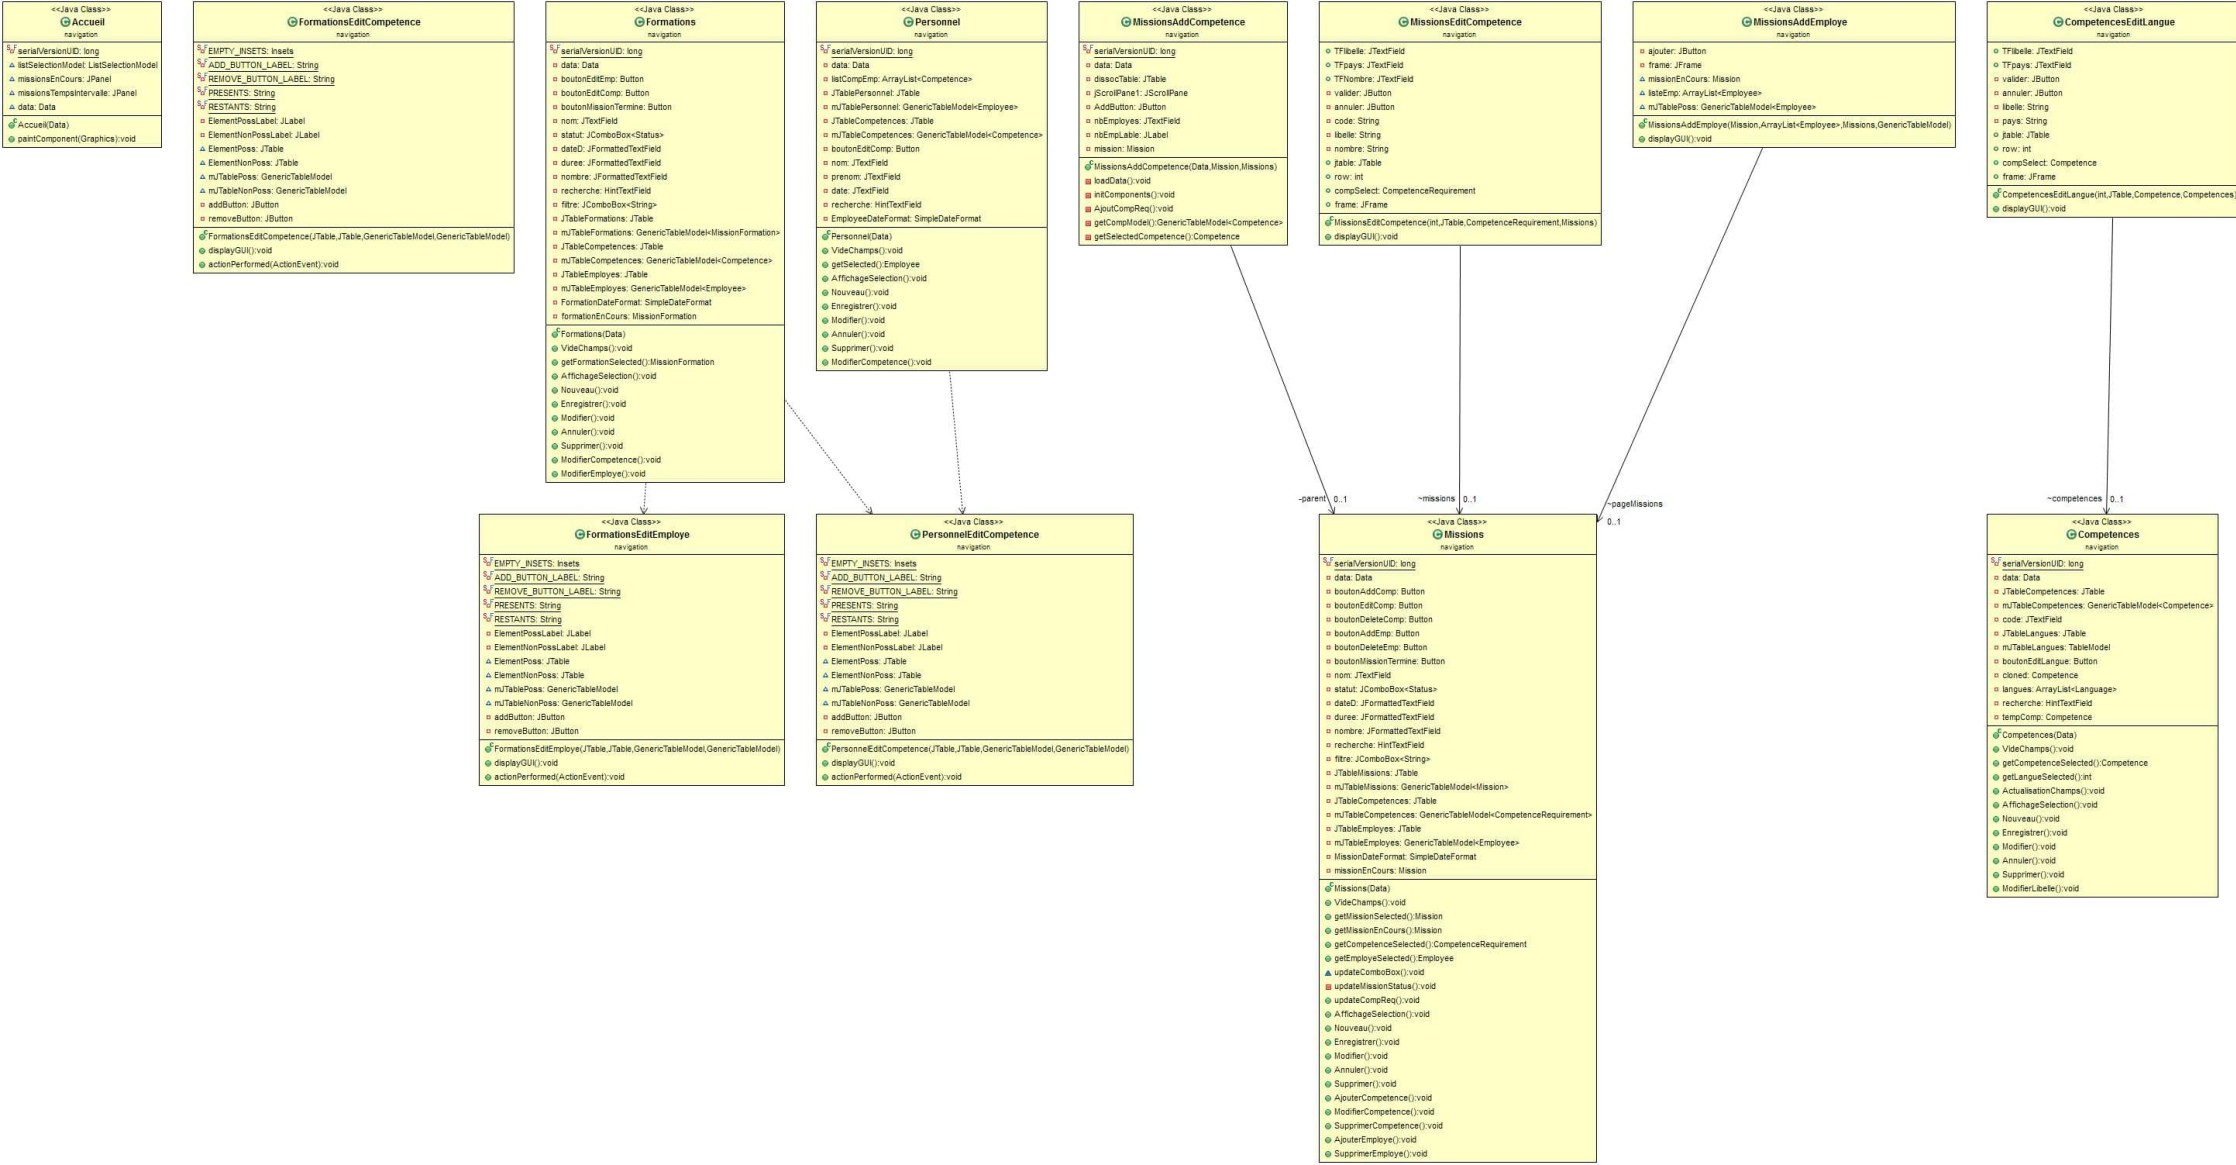 <<Java Class>>
Accueil
navigation
serialVersionUID: long
listSelectionModel: ListSelectionModel
missionsEnCours: JPanel
missionsTempsIntervalle: JPanel
data: Data
Accueil(Data)
paintComponent(Graphics):void
<<Java Class>>
FormationsEditCompetence
navigation
EMPTY_INSETS: Insets
ADD_BUTTON_LABEL: String
REMOVE_BUTTON_LABEL: String
PRESENTS: String
RESTANTS: String
ElementPossLabel: JLabel
ElementNonPossLabel: JLabel
ElementPoss: JTable
ElementNonPoss: JTable
mJTablePoss: GenericTableModel
mJTableNonPoss: GenericTableModel
addButton: JButton
removeButton: JButton
FormationsEditCompetence(JTable,JTable,GenericTableModel,GenericTableModel)
displayGUI():void
actionPerformed(ActionEvent):void
<<Java Class>>
Formations
navigation
serialVersionUID: long
data: Data
boutonEditEmp: Button
boutonEditComp: Button
boutonMissionTermine: Button
nom: JTextField
statut: JComboBox<Status>
dateD: JFormattedTextField
duree: JFormattedTextField
nombre: JFormattedTextField
recherche: HintTextField
filtre: JComboBox<String>
JTableFormations: JTable
mJTableFormations: GenericTableModel<MissionFormation>
JTableCompetences: JTable
mJTableCompetences: GenericTableModel<Competence>
JTableEmployes: JTable
mJTableEmployes: GenericTableModel<Employee>
FormationDateFormat: SimpleDateFormat
formationEnCours: MissionFormation
Formations(Data)
VideChamps():void
getFormationSelected():MissionFormation
AffichageSelection():void
Nouveau():void
Enregistrer():void
Modifier():void
Annuler():void
Supprimer():void
ModifierCompetence():void
ModifierEmploye():void
<<Java Class>>
Personnel
navigation
serialVersionUID: long
data: Data
listCompEmp: ArrayList<Competence>
JTablePersonnel: JTable
mJTablePersonnel: GenericTableModel<Employee>
JTableCompetences: JTable
mJTableCompetences: GenericTableModel<Competence>
boutonEditComp: Button
nom: JTextField
prenom: JTextField
date: JTextField
recherche: HintTextField
EmployeeDateFormat: SimpleDateFormat
Personnel(Data)
VideChamps():void
getSelected():Employee
AffichageSelection():void
Nouveau():void
Enregistrer():void
Modifier():void
Annuler():void
Supprimer():void
ModifierCompetence():void
<<Java Class>>
MissionsAddCompetence
navigation
serialVersionUID: long
data: Data
dissocTable: JTable
jScrollPane1: JScrollPane
AddButton: JButton
nbEmployes: JTextField
nbEmpLable: JLabel
mission: Mission
MissionsAddCompetence(Data,Mission,Missions)
loadData():void
initComponents():void
AjoutCompReq():void
getCompModel():GenericTableModel<Competence>
getSelectedCompetence():Competence
<<Java Class>>
MissionsEditCompetence
navigation
TFlibelle: JTextField
TFpays: JTextField
TFNombre: JTextField
valider: JButton
annuler: JButton
code: String
libelle: String
nombre: String
jtable: JTable
row: int
compSelect: CompetenceRequirement
frame: JFrame
MissionsEditCompetence(int,JTable,CompetenceRequirement,Missions)
displayGUI():void
<<Java Class>>
MissionsAddEmploye
navigation
ajouter: JButton
frame: JFrame
missionEnCours: Mission
listeEmp: ArrayList<Employee>
mJTablePoss: GenericTableModel<Employee>
MissionsAddEmploye(Mission,ArrayList<Employee>,Missions,GenericTableModel)
displayGUI():void
<<Java Class>>
CompetencesEditLangue
navigation
TFlibelle: JTextField
TFpays: JTextField
valider: JButton
annuler: JButton
libelle: String
pays: String
jtable: JTable
row: int
compSelect: Competence
frame: JFrame
CompetencesEditLangue(int,JTable,Competence,Competences)
displayGUI():void
-parent 0..1
~missions 0..1
~pageMissions
0..1
~competences 0..1
<<Java Class>>
FormationsEditEmploye
navigation
EMPTY_INSETS: Insets
ADD_BUTTON_LABEL: String
REMOVE_BUTTON_LABEL: String
PRESENTS: String
RESTANTS: String
ElementPossLabel: JLabel
ElementNonPossLabel: JLabel
ElementPoss: JTable
ElementNonPoss: JTable
mJTablePoss: GenericTableModel
mJTableNonPoss: GenericTableModel
addButton: JButton
removeButton: JButton
FormationsEditEmploye(JTable,JTable,GenericTableModel,GenericTableModel)
displayGUI():void
actionPerformed(ActionEvent):void
<<Java Class>>
PersonnelEditCompetence
navigation
EMPTY_INSETS: Insets
ADD_BUTTON_LABEL: String
REMOVE_BUTTON_LABEL: String
PRESENTS: String
RESTANTS: String
ElementPossLabel: JLabel
ElementNonPossLabel: JLabel
ElementPoss: JTable
ElementNonPoss: JTable
mJTablePoss: GenericTableModel
mJTableNonPoss: GenericTableModel
addButton: JButton
removeButton: JButton
PersonnelEditCompetence(JTable,JTable,GenericTableModel,GenericTableModel)
displayGUI():void
actionPerformed(ActionEvent):void
<<Java Class>>
Missions
navigation
serialVersionUID: long
data: Data
boutonAddComp: Button
boutonEditComp: Button
boutonDeleteComp: Button
boutonAddEmp: Button
boutonDeleteEmp: Button
boutonMissionTermine: Button
nom: JTextField
statut: JComboBox<Status>
dateD: JFormattedTextField
duree: JFormattedTextField
nombre: JFormattedTextField
recherche: HintTextField
filtre: JComboBox<String>
JTableMissions: JTable
mJTableMissions: GenericTableModel<Mission>
JTableCompetences: JTable
mJTableCompetences: GenericTableModel<CompetenceRequirement>
JTableEmployes: JTable
mJTableEmployes: GenericTableModel<Employee>
MissionDateFormat: SimpleDateFormat
missionEnCours: Mission
Missions(Data)
VideChamps():void
getMissionSelected():Mission
getMissionEnCours():Mission
getCompetenceSelected():CompetenceRequirement
getEmployeSelected():Employee
updateComboBox():void
updateMissionStatus():void
updateCompReq():void
AffichageSelection():void
Nouveau():void
Enregistrer():void
Modifier():void
Annuler():void
Supprimer():void
AjouterCompetence():void
ModifierCompetence():void
SupprimerCompetence():void
AjouterEmploye():void
SupprimerEmploye():void
<<Java Class>>
Competences
navigation
serialVersionUID: long
data: Data
JTableCompetences: JTable
mJTableCompetences: GenericTableModel<Competence>
code: JTextField
JTableLangues: JTable
mJTableLangues: TableModel
boutonEditLangue: Button
cloned: Competence
langues: ArrayList<Language>
recherche: HintTextField
tempComp: Competence
Competences(Data)
VideChamps():void
getCompetenceSelected():Competence
getLangueSelected():int
ActualisationChamps():void
AffichageSelection():void
Nouveau():void
Enregistrer():void
Modifier():void
Annuler():void
Supprimer():void
ModifierLibelle():void